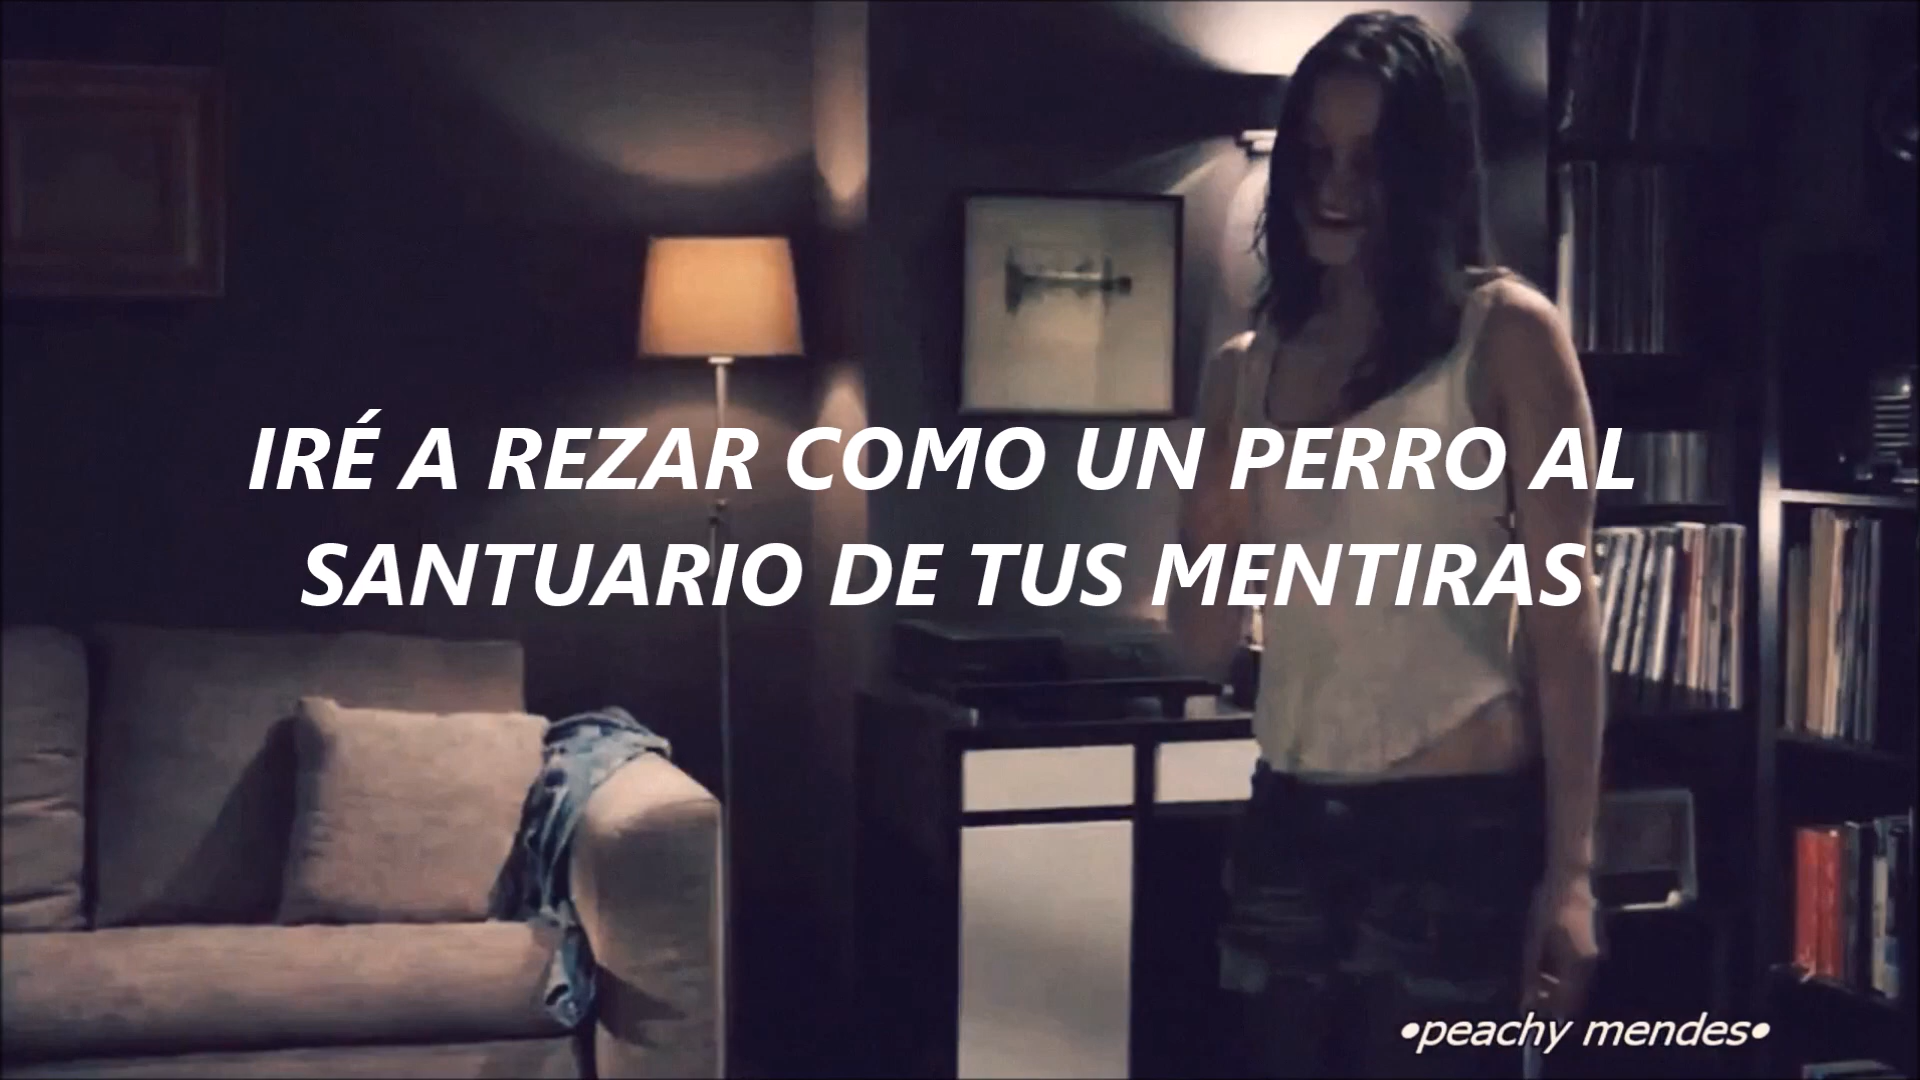 IRÉ A REZAR COMO UN PERRO AL
SANTUARIO DE TUS MENTIRAS
•peachy mendes•